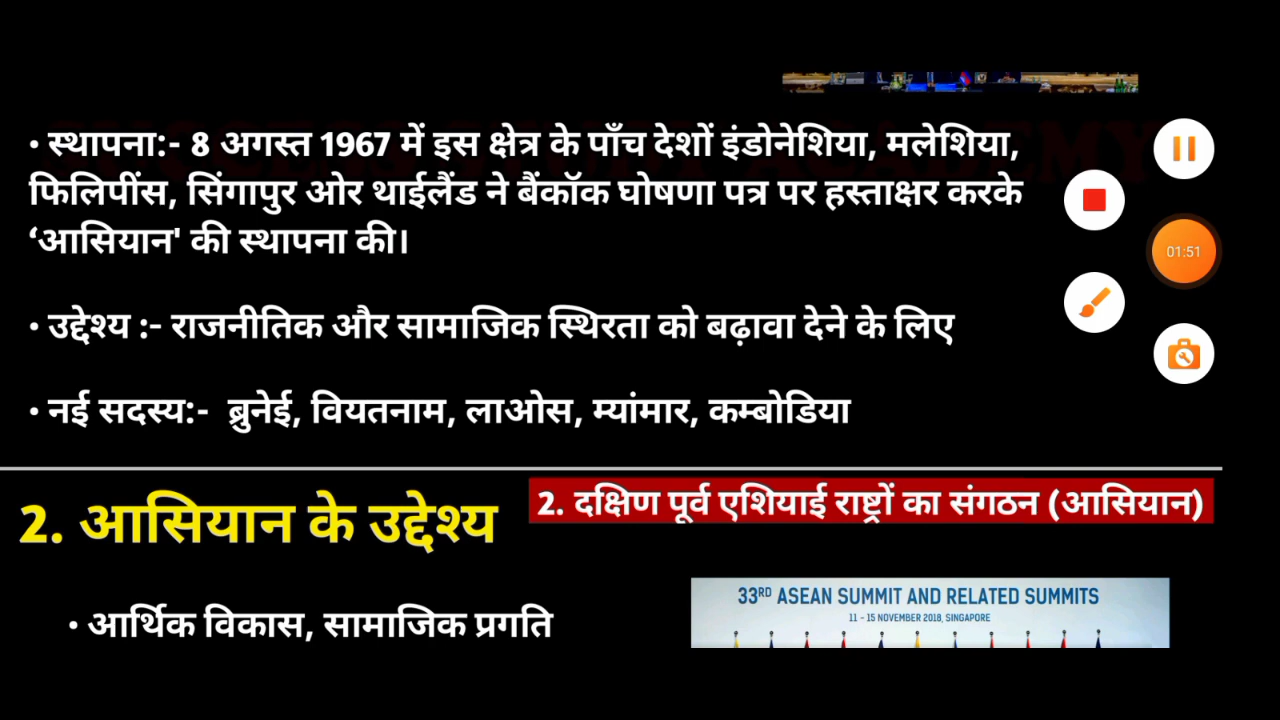 • स्थापना:- 8 अगस्त 1967 में इस क्षेत्र के पाँच देशों इंडोनेशिया, मलेशिया,
फिलिपींस, सिंगापुर ओर थाईलैंड ने बैंकॉक घोषणा पत्र पर हस्ताक्षर करके
‘आसियान' की स्थापना की।
01:51
• उद्देश्य :- राजनीतिक और सामाजिक स्थिरता को बढ़ावा देने के लिए
• नई सदस्य:- ब्रुनेई, वियतनाम, लाओस, म्यांमार, कम्बोडिया
2. आसियान के उद्देश्य
2. दक्षिण पूर्व एशियाई राष्ट्रों का संगठन (आसियान)
• आर्थिक विकास, सामाजिक प्रगति
33RD ASEAN SUMMIT AND RELATED SUMMITS
11 - 15 NOVEMBER 2018, SINGAPORE